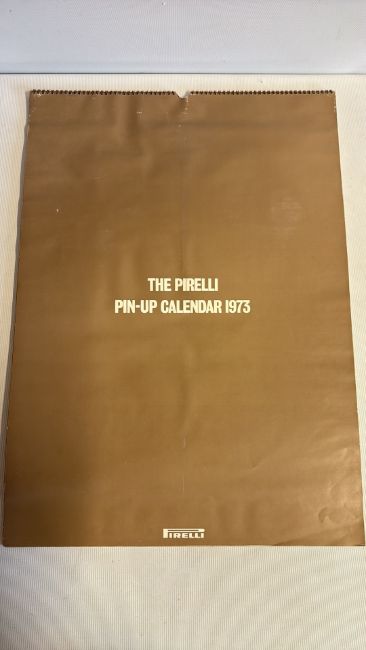 THE PIRELLI
PIN-UP CALENDAR 1973
PIRELLI